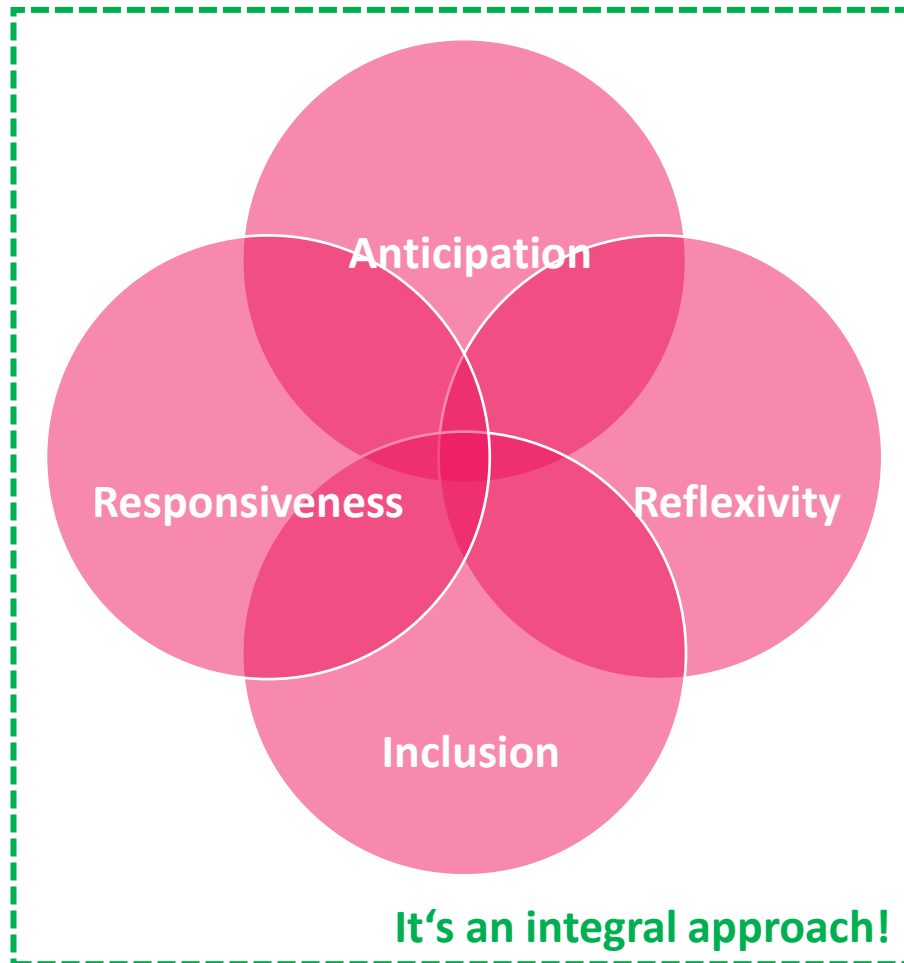 Anticipation
Responsiveness
Reflexivity
Inclusion
It‘s an integral approach!